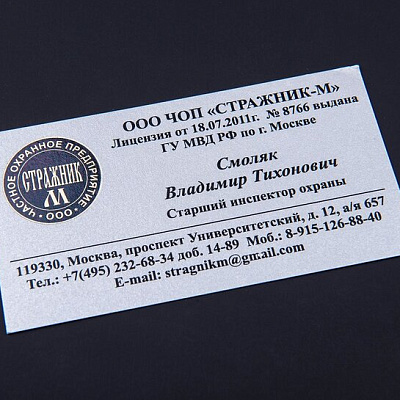 ООО ЧОП «СТРАЖНИК-М»
Лицензия от 18.07.2011г. № 8766 выдана
ГУ МВД РФ по г. Москве
Смоляк
Владимир Тихонович
Старший инспектор охраны
ЧАСТНОЕ ОХРАННОЕ ПРЕДПРИЯТИЕ
СТРАЖНИК
М
ООО
119330, Москва, проспект Университетский, д. 12, а/я 657
Тел.: +7(495) 232-68-34 доб. 14-89 Моб.: 8-915-126-88-40
E-mail: stragnikm@gmail.com